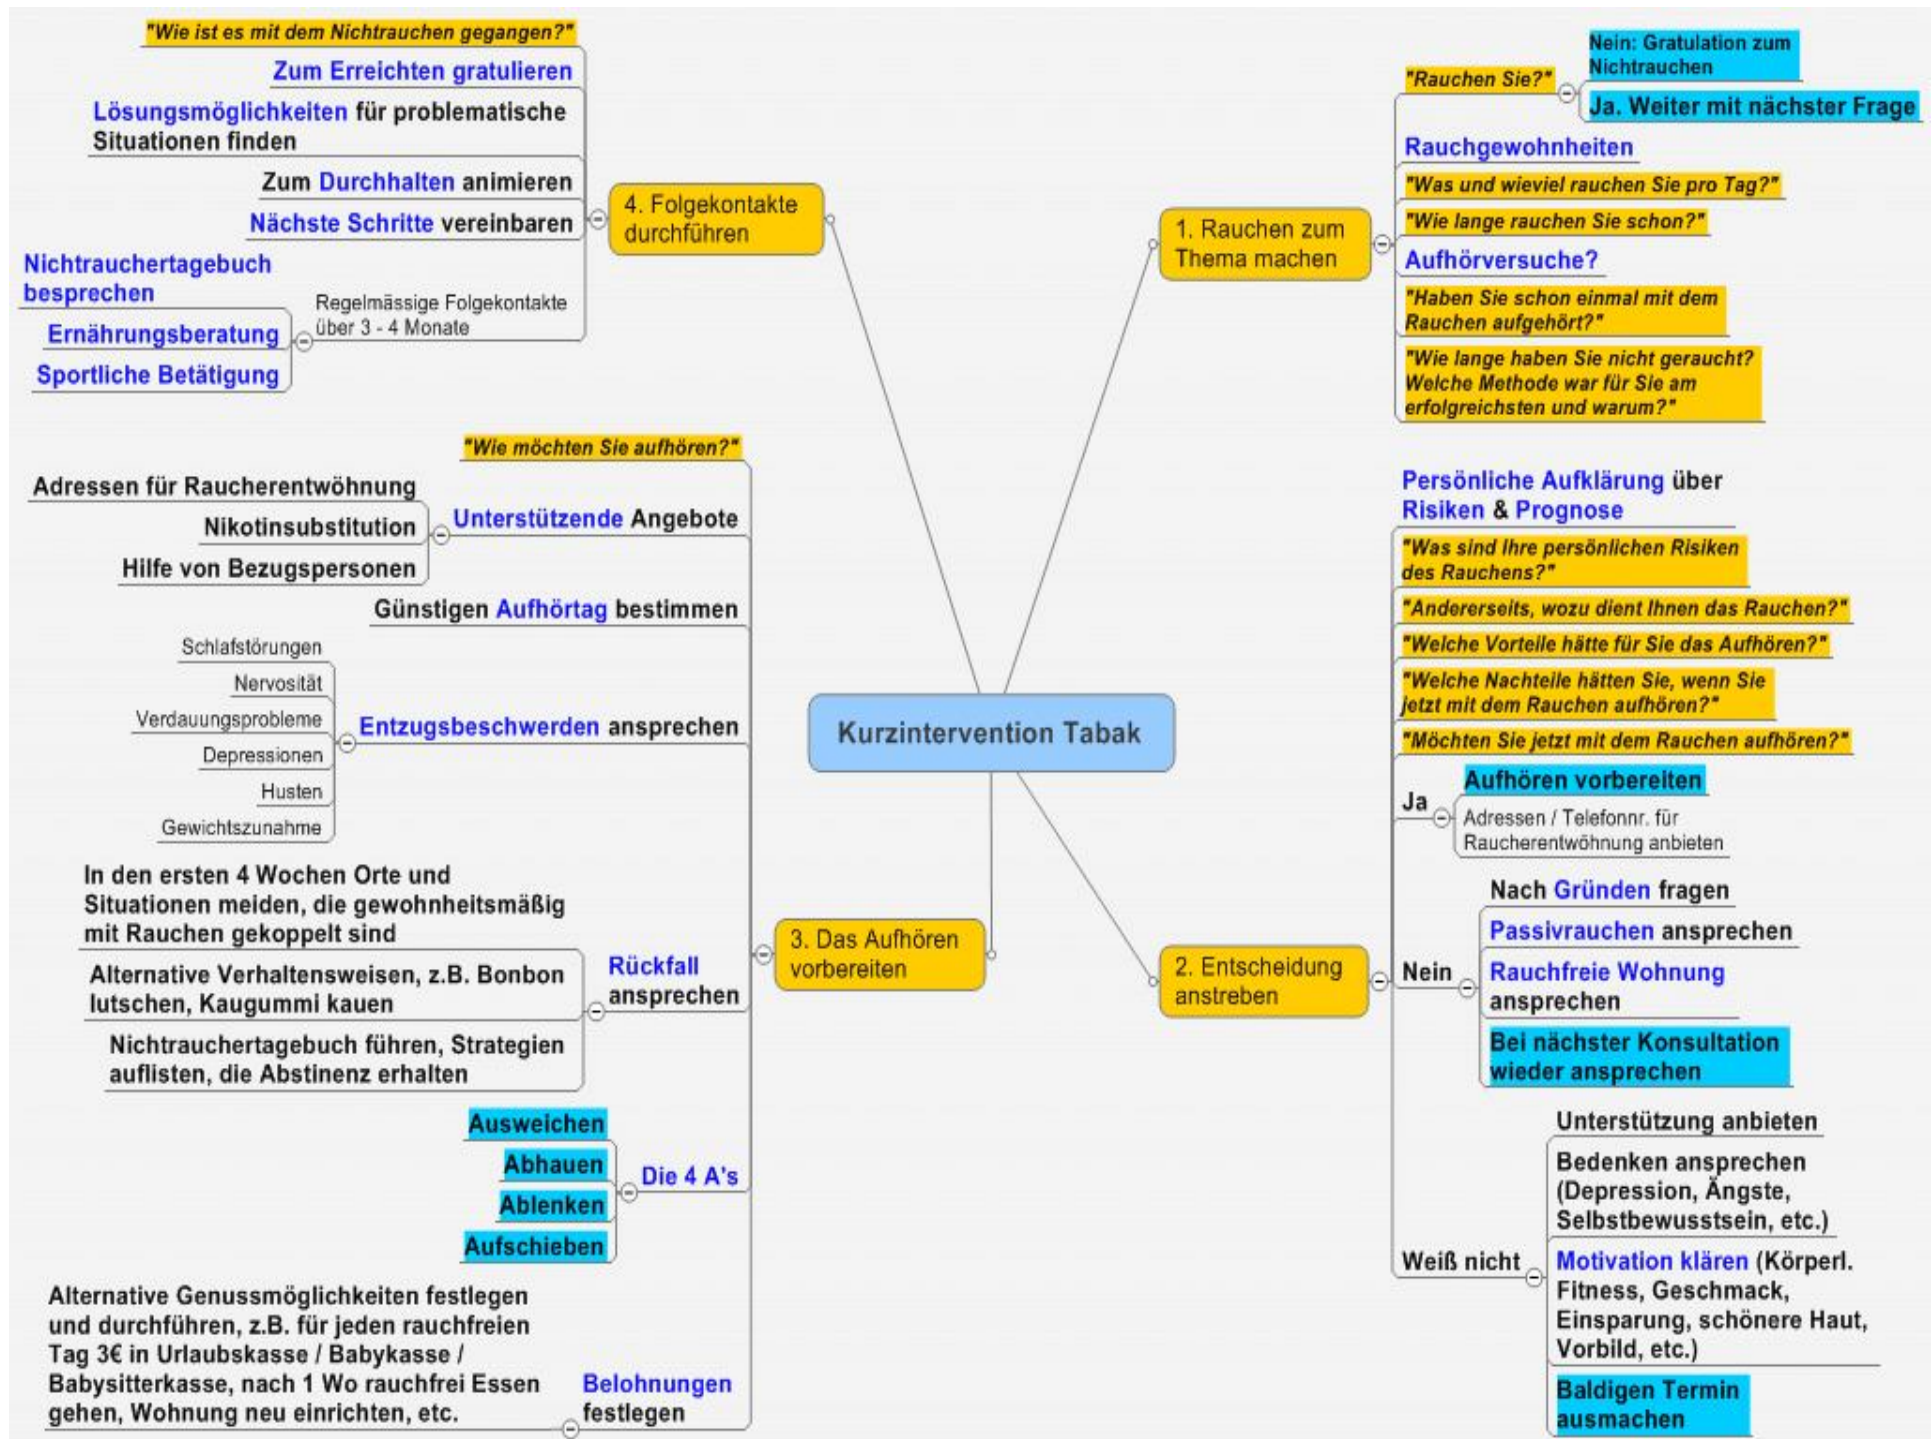 Kurzintervention Tabak
1. Rauchen zum
Thema machen
"Rauchen Sie?"
Nein: Gratulation zum
Nichtrauchen
Ja. Weiter mit nächster Frage
Rauchgewohnheiten
"Was und wieviel rauchen Sie pro Tag?"
"Wie lange rauchen Sie schon?"
Aufhörversuche?
"Haben Sie schon einmal mit dem
Rauchen aufgehört?"
"Wie lange haben Sie nicht geraucht?
Welche Methode war für Sie am
erfolgreichsten und warum?"
2. Entscheidung
anstreben
Persönliche Aufklärung über
Risiken & Prognose
"Was sind Ihre persönlichen Risiken
des Rauchens?"
"Andererseits, wozu dient Ihnen das Rauchen?"
"Welche Vorteile hätte für Sie das Aufhören?"
"Welche Nachteile hätten Sie, wenn Sie
jetzt mit dem Rauchen aufhören?"
"Möchten Sie jetzt mit dem Rauchen aufhören?"
Ja
Aufhören vorbereiten
Adressen / Telefonnr. für
Raucherentwöhnung anbieten
Nein
Nach Gründen fragen
Passivrauchen ansprechen
Rauchfreie Wohnung
ansprechen
Bei nächster Konsultation
wieder ansprechen
Weiß nicht
Unterstützung anbieten
Bedenken ansprechen
(Depression, Ängste,
Selbstbewusstsein, etc.)
Motivation klären (Körperl.
Fitness, Geschmack,
Einsparung, schönere Haut,
Vorbild, etc.)
Baldigen Termin
ausmachen
3. Das Aufhören
vorbereiten
"Wie möchten Sie aufhören?"
Unterstützende Angebote
Adressen für Raucherentwöhnung
Nikotinsubstitution
Hilfe von Bezugspersonen
Günstigen Aufhörtag bestimmen
Entzugsbeschwerden ansprechen
Schlafstörungen
Nervosität
Verdauungsprobleme
Depressionen
Husten
Gewichtszunahme
Rückfall
ansprechen
In den ersten 4 Wochen Orte und
Situationen meiden, die gewohnheitsmäßig
mit Rauchen gekoppelt sind
Alternative Verhaltensweisen, z.B. Bonbon
lutschen, Kaugummi kauen
Nichtrauchertagebuch führen, Strategien
auflisten, die Abstinenz erhalten
Die 4 A's
Ausweichen
Abhauen
Ablenken
Aufschieben
Belohnungen
festlegen
Alternative Genussmöglichkeiten festlegen
und durchführen, z.B. für jeden rauchfreien
Tag 3€ in Urlaubskasse / Babykasse /
Babysitterkasse, nach 1 Wo rauchfrei Essen
gehen, Wohnung neu einrichten, etc.
4. Folgekontakte
durchführen
"Wie ist es mit dem Nichtrauchen gegangen?"
Zum Erreichten gratulieren
Lösungsmöglichkeiten für problematische
Situationen finden
Zum Durchhalten animieren
Nächste Schritte vereinbaren
Regelmässige Folgekontakte
über 3 - 4 Monate
Nichtrauchertagebuch
besprechen
Ernährungsberatung
Sportliche Betätigung